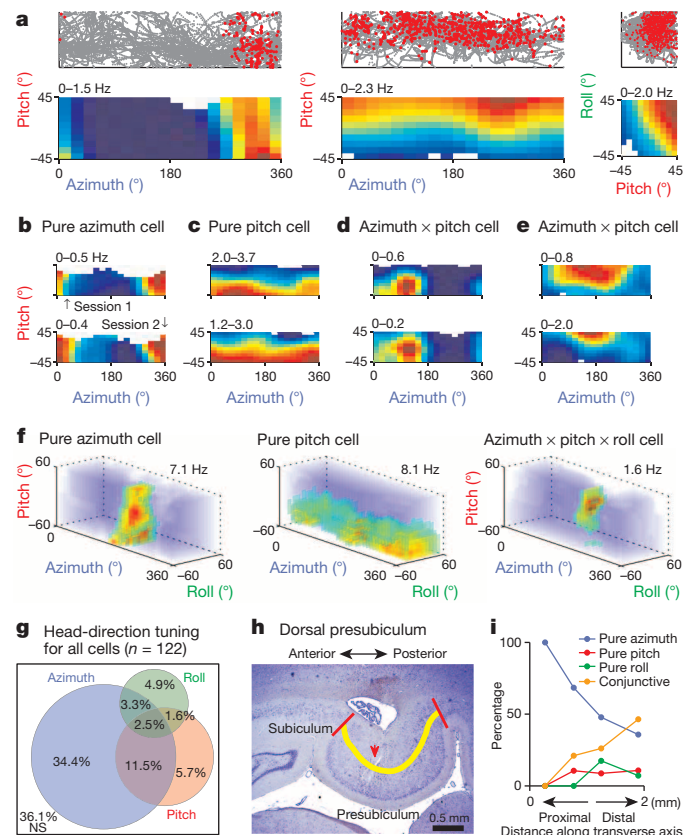 a
Pitch (°)
45
–45
0–1.5 Hz
0
180
360
Azimuth (°)
Pitch (°)
45
–45
0–2.3 Hz
0
180
360
Azimuth (°)
Roll (°)
0–2.0 Hz
45
–45
–45
45
Pitch (°)
b Pure azimuth cell
c Pure pitch cell
d Azimuth × pitch cell
e Azimuth × pitch cell
0–0.5 Hz
2.0–3.7
0–0.6
0–0.8
↑ Session 1
0–0.4
Session 2 ↓
1.2–3.0
0–0.2
0–2.0
Pitch (°)
45
–45
45
–45
45
–45
45
–45
0
180
360
0
180
360
0
180
360
0
180
360
Azimuth (°)
Azimuth (°)
Azimuth (°)
Azimuth (°)
f
Pure azimuth cell
Pure pitch cell
Azimuth × pitch × roll cell
60
7.1 Hz
60
8.1 Hz
60
1.6 Hz
Pitch (°)
–60
0
60
Azimuth (°)
360
–60
Roll (°)
–60
0
60
Azimuth (°)
360
–60
Roll (°)
–60
0
60
Azimuth (°)
360
–60
Roll (°)
g Head-direction tuning
for all cells (n = 122)
Azimuth
Roll
4.9%
3.3%
1.6%
2.5%
34.4%
11.5%
5.7%
36.1%
NS
Pitch
h Dorsal presubiculum
Anterior ⟷ Posterior
Subiculum
Presubiculum
0.5 mm
i
Pure azimuth
Pure pitch
Pure roll
Conjunctive
Percentage
100
50
0
0
2 (mm)
Proximal Distal
Distance along transverse axis